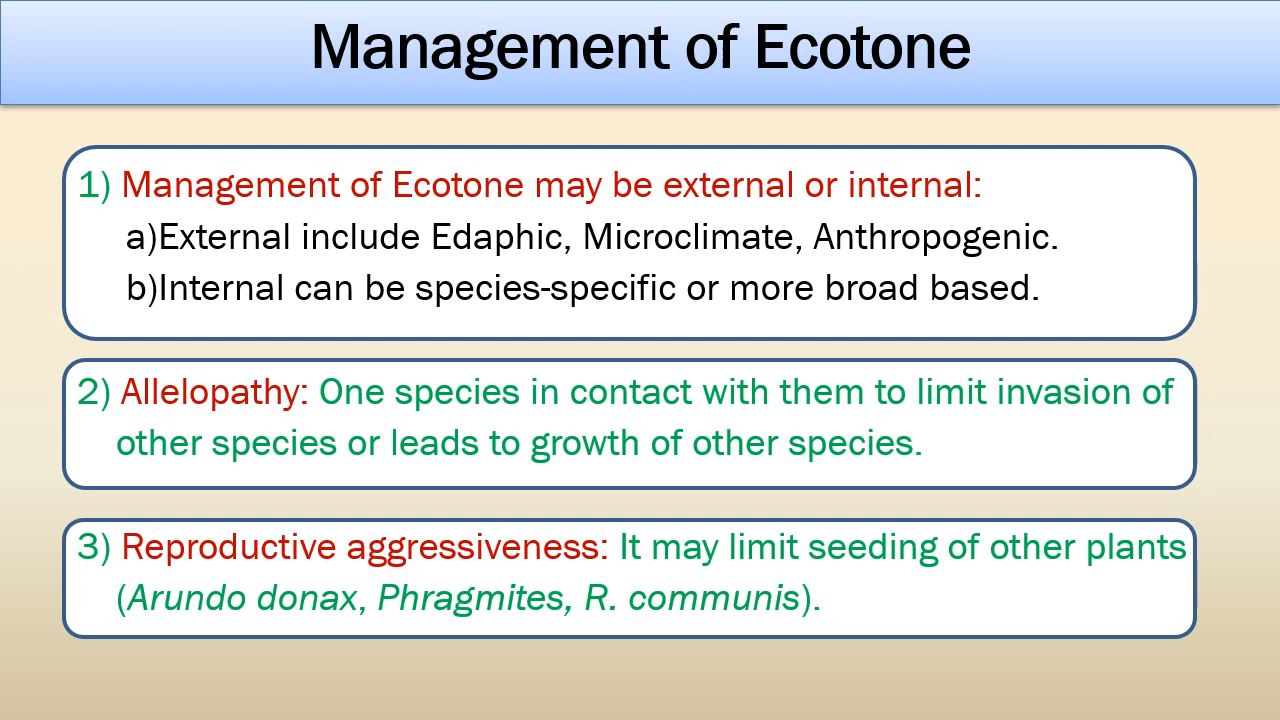 Management of Ecotone
1) Management of Ecotone may be external or internal:
a)External include Edaphic, Microclimate, Anthropogenic.
b)Internal can be species-specific or more broad based.
2) Allelopathy: One species in contact with them to limit invasion of
other species or leads to growth of other species.
3) Reproductive aggressiveness: It may limit seeding of other plants
(Arundo donax, Phragmites, R. communis).